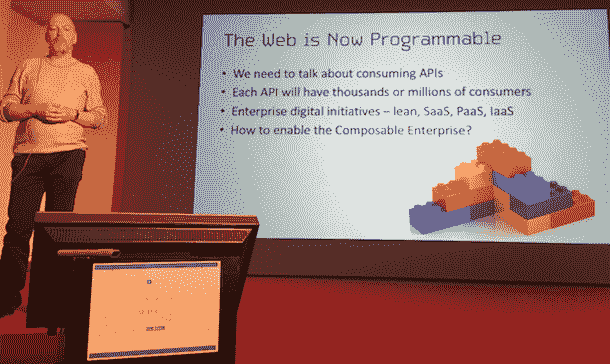 The Web is Now Programmable
• We need to talk about consuming APIs
• Each API will have thousands or millions of consumers
• Enterprise digital initiatives – lean, SaaS, PaaS, IaaS
• How to enable the Composable Enterprise?